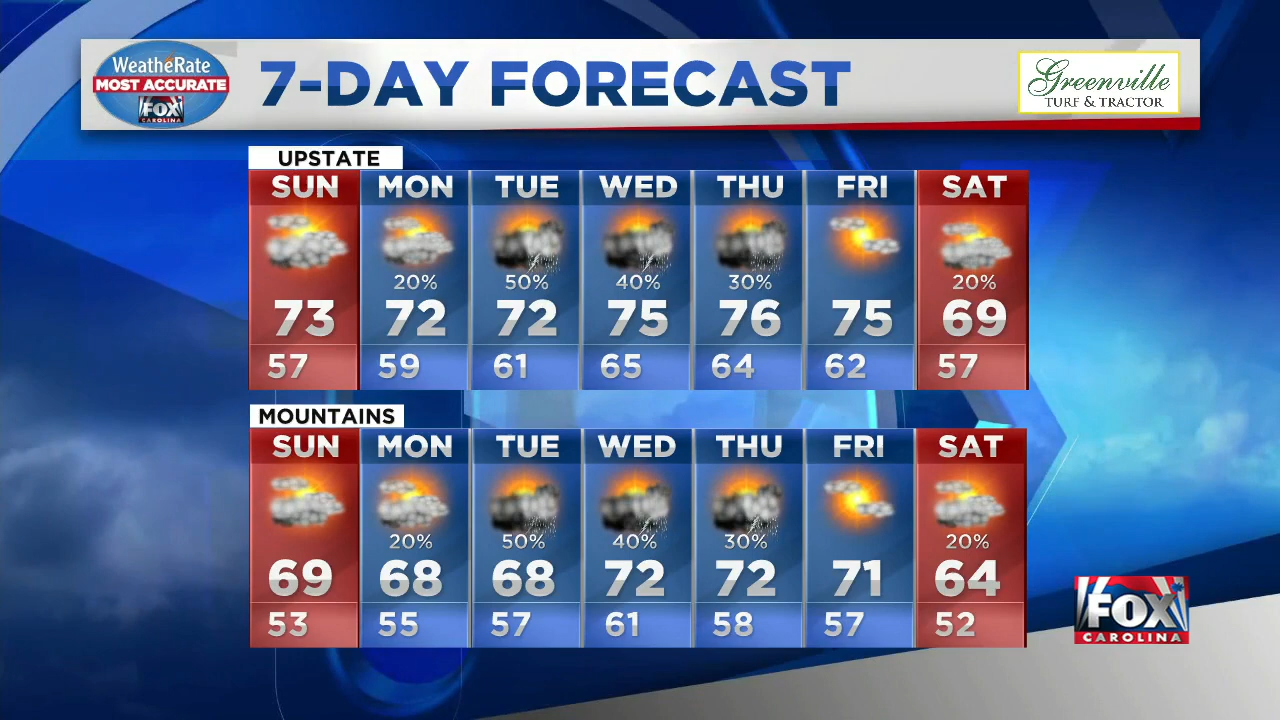 WeatheRate
MOST ACCURATE
FOX
CAROLINA
7-DAY FORECAST
Greenville
TURF & TRACTOR
UPSTATE
SUN MON TUE WED THU FRI SAT
20% 50% 40% 30% 20%
73 72 72 75 76 75 69
57 59 61 65 64 62 57
MOUNTAINS
SUN MON TUE WED THU FRI SAT
20% 50% 40% 30% 20%
69 68 68 72 72 71 64
53 55 57 61 58 57 52
FOX
CAROLINA